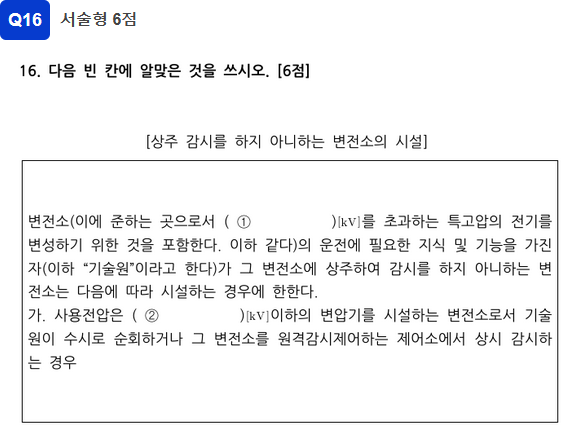 Q16 서술형 6점
16. 다음 빈 칸에 알맞은 것을 쓰시오. [6점]
[상주 감시를 하지 아니하는 변전소의 시설]
변전소(이에 준하는 곳으로서 ( ① )[kV]를 초과하는 특고압의 전기를
변성하기 위한 것을 포함한다. 이하 같다)의 운전에 필요한 지식 및 기능을 가진
자(이하 “기술원”이라고 한다)가 그 변전소에 상주하여 감시를 하지 아니하는 변
전소는 다음에 따라 시설하는 경우에 한한다.
가. 사용전압은 ( ② )[kV]이하의 변압기를 시설하는 변전소로서 기술
원이 수시로 순회하거나 그 변전소를 원격감시제어하는 제어소에서 상시 감시하
는 경우